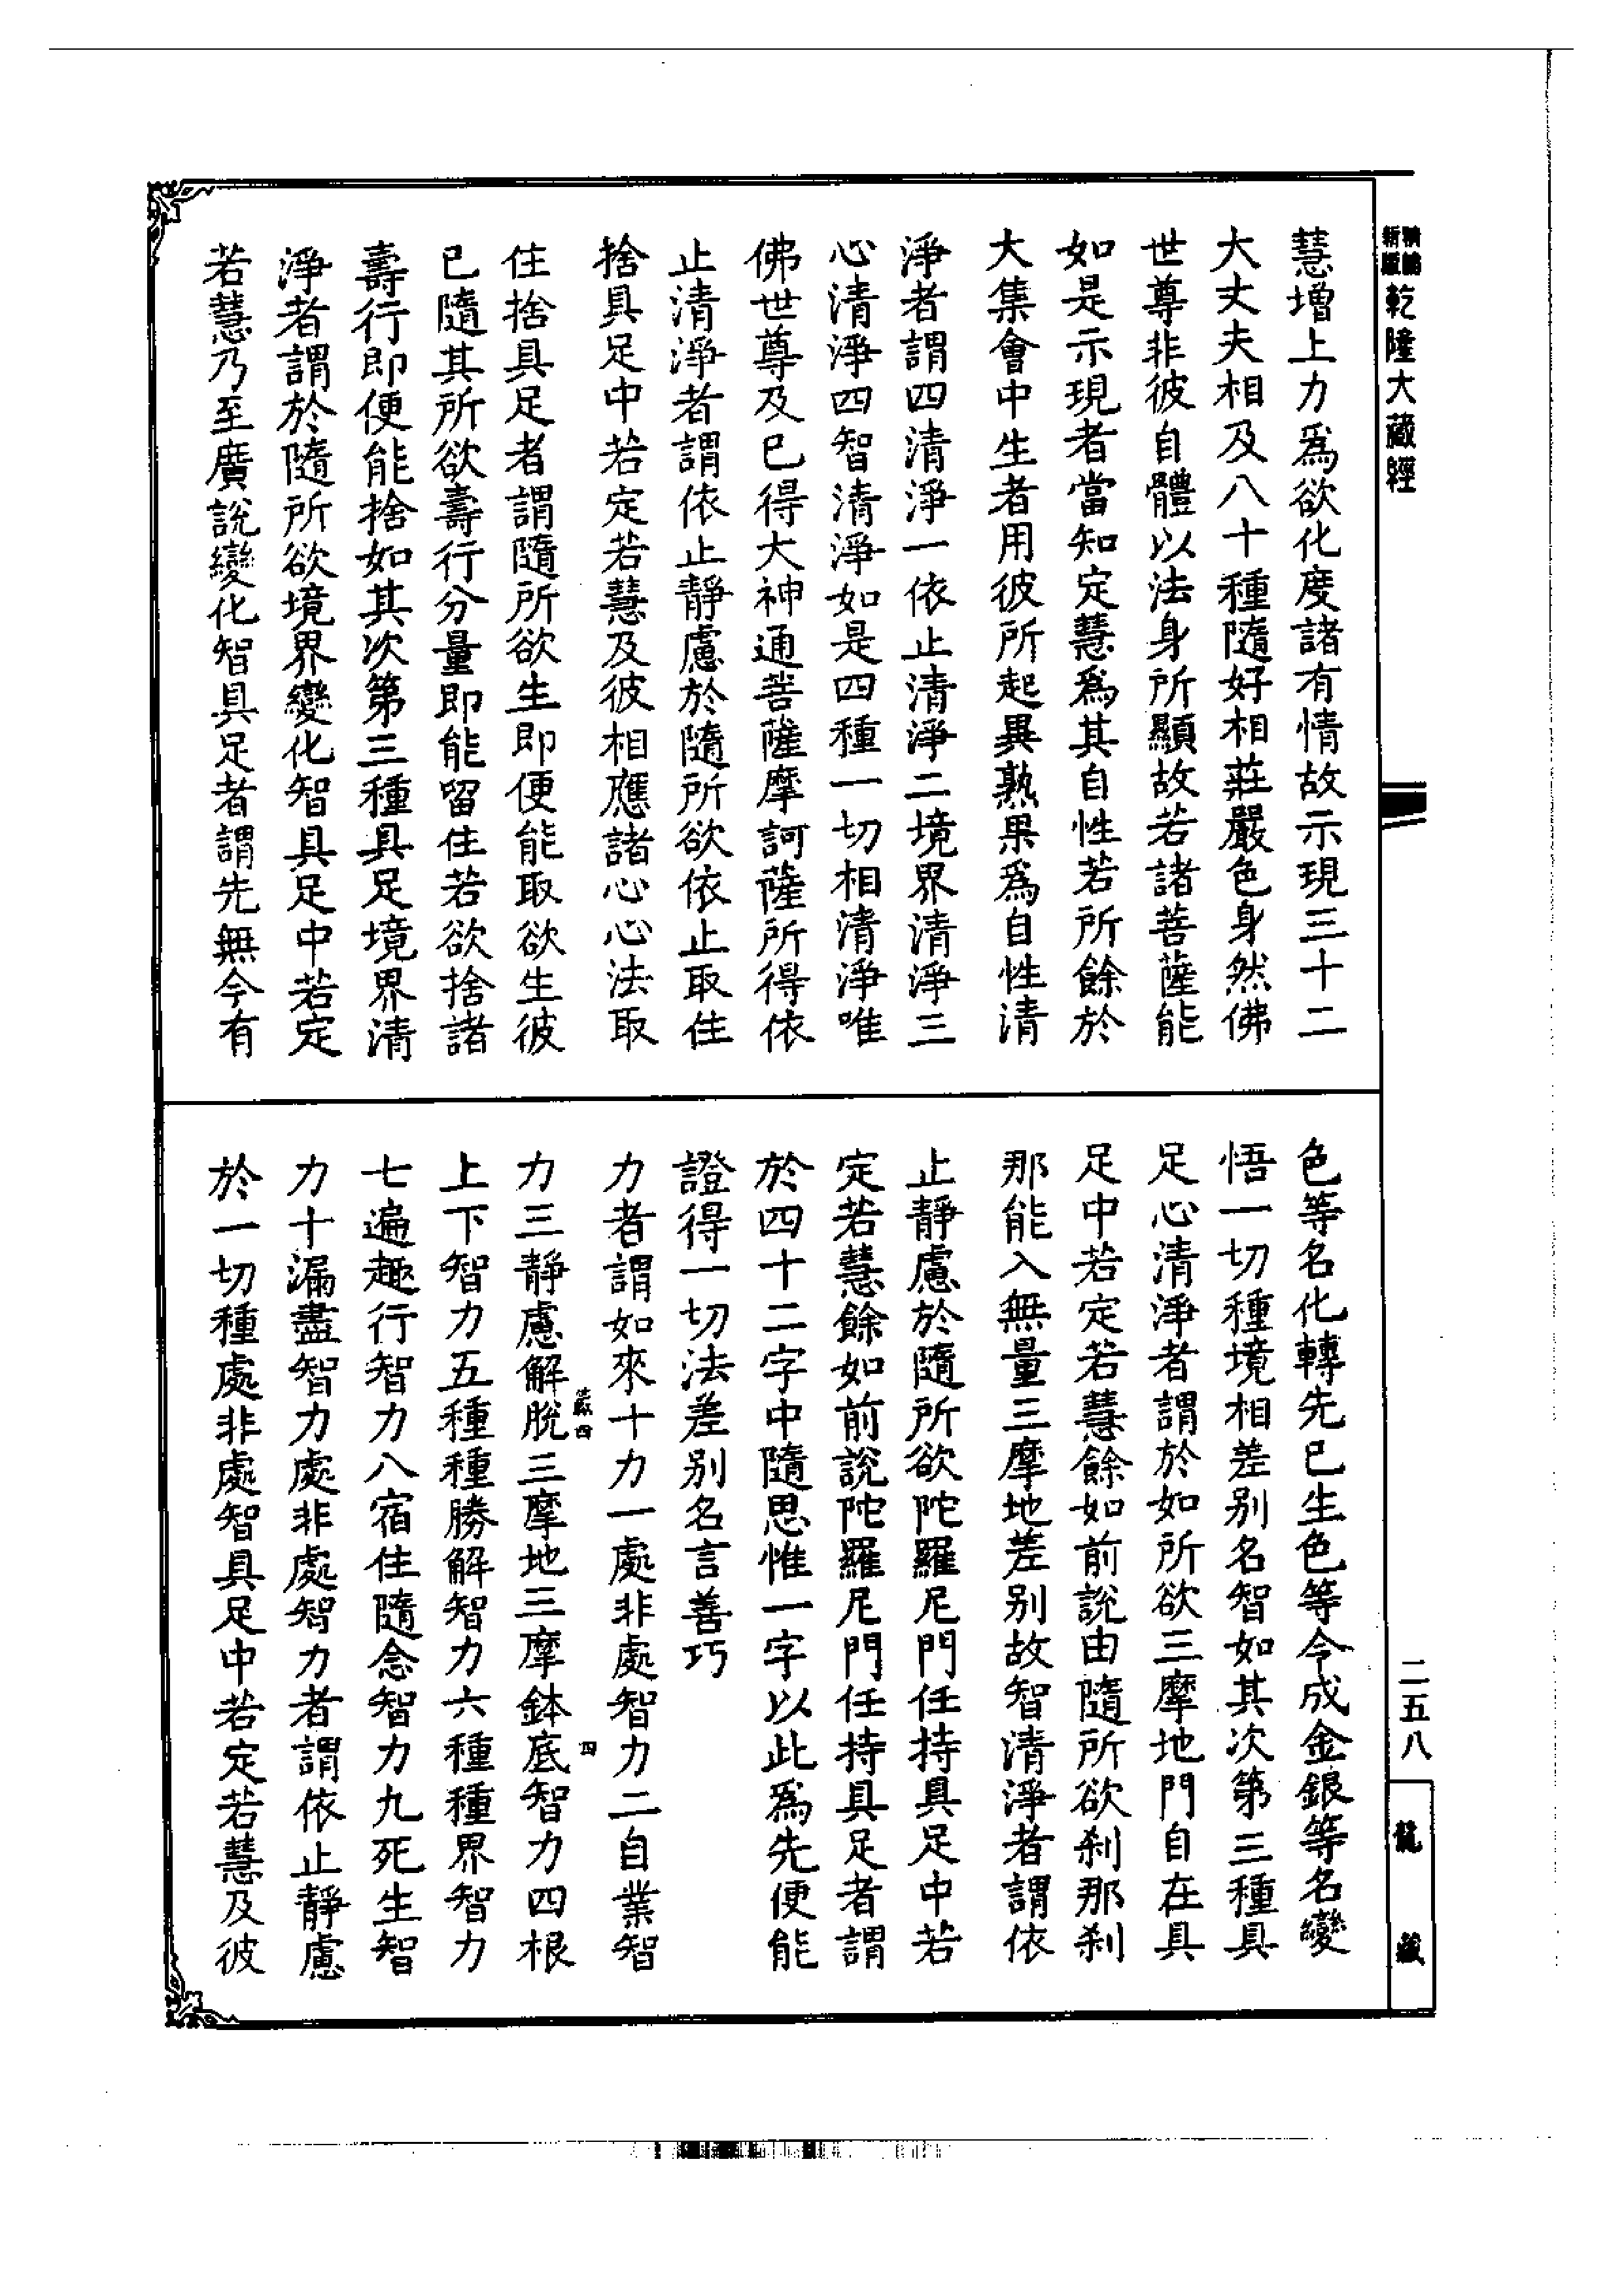 精編
新版
乾隆大藏經
慧增上力爲欲化度諸有情故示現三十二
大丈夫相及八十種隨好相莊嚴色身然佛
世尊非彼自體以法身所顯故若諸菩薩能
如是示現者當知定慧爲其自性若所餘於
大集會中生者用彼所起異熟果爲自性清
淨者謂四清淨一依止清淨二境界清淨三
心清淨四智清淨如是四種一切相清淨唯
佛世尊及已得大神通菩薩摩訶薩所得依
止清淨者謂依止靜慮於隨所欲依止取住
捨具足中若定若慧及彼相應諸心心法取
住捨具足者謂隨所欲生即便能取欲生彼
已隨其所欲壽行分量即能留住若欲捨諸
壽行即便能捨如其次第三種具足境界清
淨者謂於隨所欲境界變化智具足中若定
若慧乃至廣說變化智具足者謂先無今有
色等名化轉先已生色等令成金銀等名變
悟一切種境相差別名智如其次第三種具
足心清淨者謂於如所欲三摩地門自在具
足中若定若慧餘如前說由隨所欲剎那剎
那能入無量三摩地差別故智清淨者謂依
止靜慮於隨所欲陀羅尼門任持具足中若
定若慧餘如前說陀羅尼門任持具足者謂
於四十二字中隨思惟一字以此爲先便能
證得一切法差別名言善巧
力者謂如來十力一處非處智力二自業智
力三靜慮解脫三摩地三摩鉢底智力四根
上下智力五種種勝解智力六種種界智力
七遍趣行智力八宿住隨念智力九死生智
力十漏盡智力處非處智力者謂依止靜慮
於一切種處非處智具足中若定若慧及彼
四
二五八
龍藏